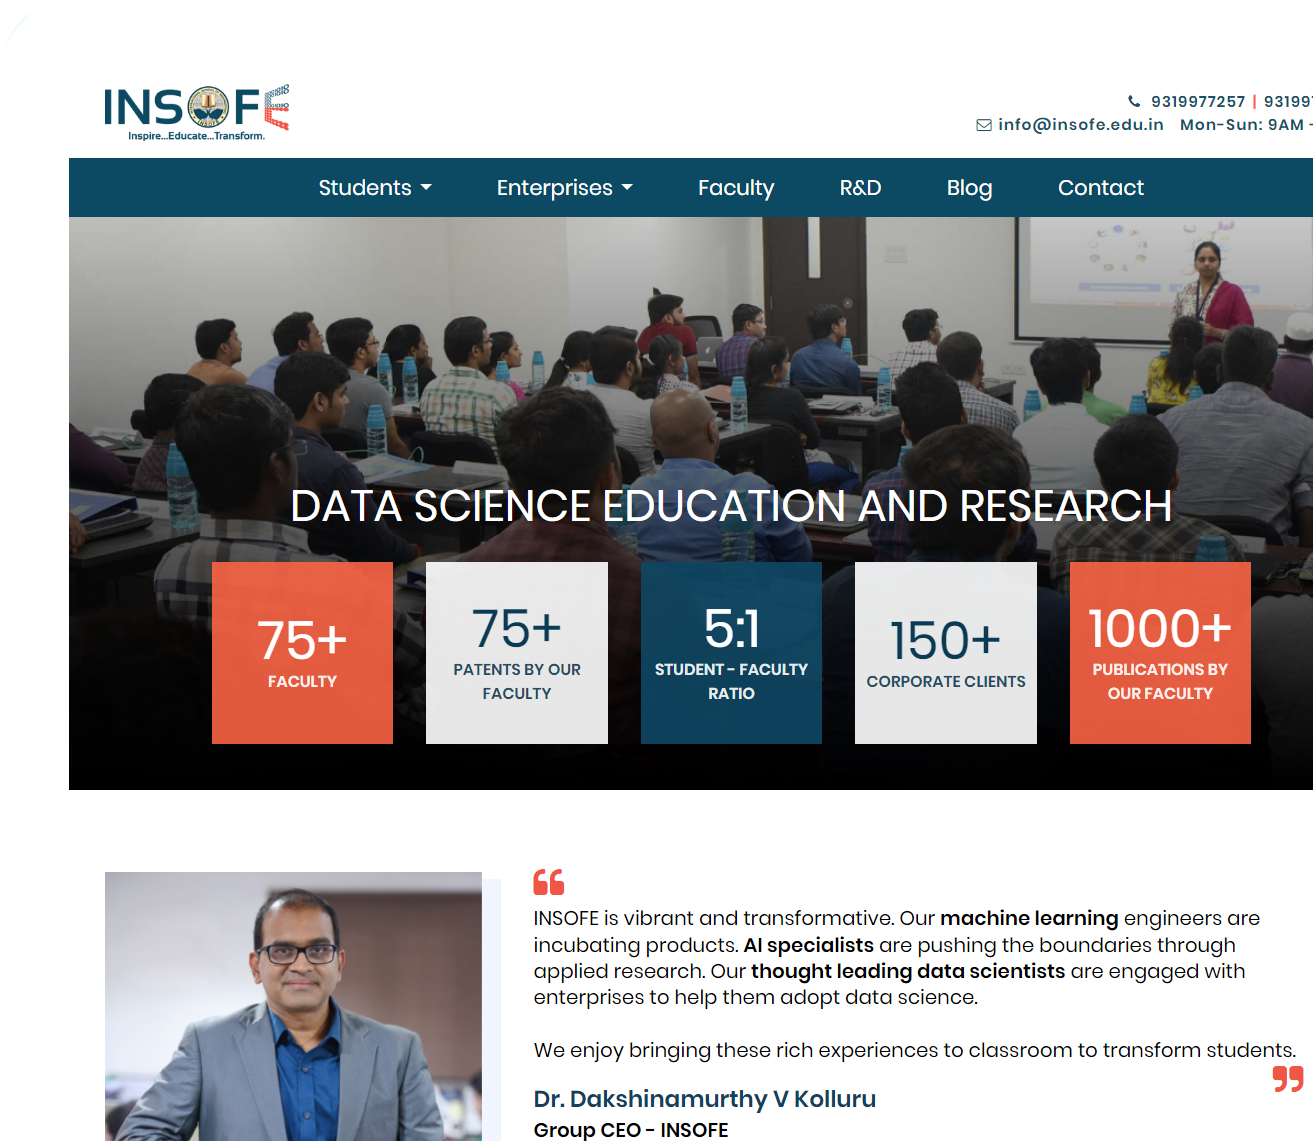 INSOFE
Inspire...Educate...Transform.
9319977257 | 93199
info@insofe.edu.in Mon-Sun: 9AM -
Students Enterprises Faculty R&D Blog Contact
DATA SCIENCE EDUCATION AND RESEARCH
75+
FACULTY
75+
PATENTS BY OUR
FACULTY
5:1
STUDENT - FACULTY
RATIO
150+
CORPORATE CLIENTS
1000+
PUBLICATIONS BY
OUR FACULTY
“
INSOFE is vibrant and transformative. Our machine learning engineers are
incubating products. AI specialists are pushing the boundaries through
applied research. Our thought leading data scientists are engaged with
enterprises to help them adopt data science.
We enjoy bringing these rich experiences to classroom to transform students.
”
Dr. Dakshinamurthy V Kolluru
Group CEO - INSOFE